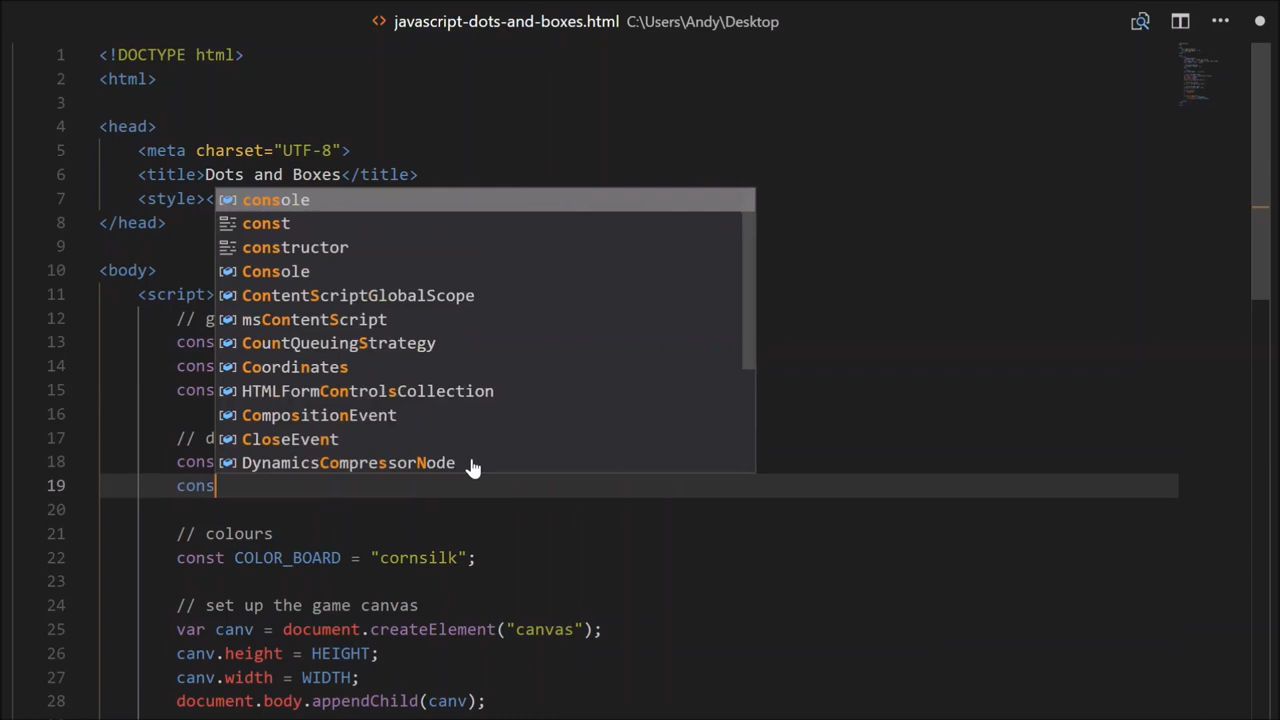 <> javascript-dots-and-boxes.html C:\Users\Andy\Desktop
1 <!DOCTYPE html>
2 <html>
3
4 <head>
5 <meta charset="UTF-8">
6 <title>Dots and Boxes</title>
7 <style><
console
8 </head>
const
9
constructor
10 <body>
Console
11 <script>
ContentScriptGlobalScope
12 // g
msContentScript
13 cons
CountQueuingStrategy
14 cons
Coordinates
15 cons
HTMLFormControlsCollection
16
CompositionEvent
17 // d
CloseEvent
18 cons
DynamicsCompressorNode
19 cons
20
21 // colours
22 const COLOR_BOARD = "cornsilk";
23
24 // set up the game canvas
25 var canv = document.createElement("canvas");
26 canv.height = HEIGHT;
27 canv.width = WIDTH;
28 document.body.appendChild(canv);